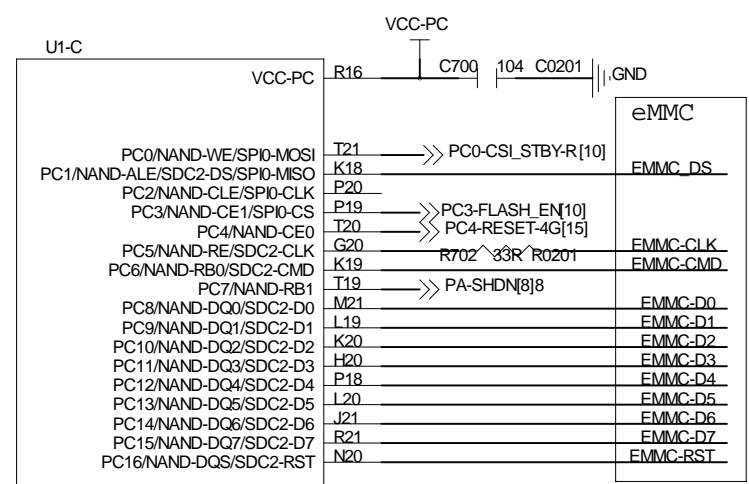 VCC-PC
U1-C
VCC-PC R16 C700 104 C0201 GND
eMMC
PC0/NAND-WE/SPI0-MOSI T21 PC0-CSI_STBY-R[10]
PC1/NAND-ALE/SDC2-DS/SPI0-MISO K18 EMMC_DS
PC2/NAND-CLE/SPI0-CLK P20
PC3/NAND-CE1/SPI0-CS P19 PC3-FLASH_EN[10]
PC4/NAND-CE0 T20 PC4-RESET-4G[15]
PC5/NAND-RE/SDC2-CLK G20 R702 33R R0201 EMMC-CLK
PC6/NAND-RB0/SDC2-CMD K19 EMMC-CMD
PC7/NAND-RB1 T19 PA-SHDN[8]8
PC8/NAND-DQ0/SDC2-D0 M21 EMMC-D0
PC9/NAND-DQ1/SDC2-D1 L19 EMMC-D1
PC10/NAND-DQ2/SDC2-D2 K20 EMMC-D2
PC11/NAND-DQ3/SDC2-D3 H20 EMMC-D3
PC12/NAND-DQ4/SDC2-D4 P18 EMMC-D4
PC13/NAND-DQ5/SDC2-D5 L20 EMMC-D5
PC14/NAND-DQ6/SDC2-D6 J21 EMMC-D6
PC15/NAND-DQ7/SDC2-D7 R21 EMMC-D7
PC16/NAND-DQS/SDC2-RST N20 EMMC-RST